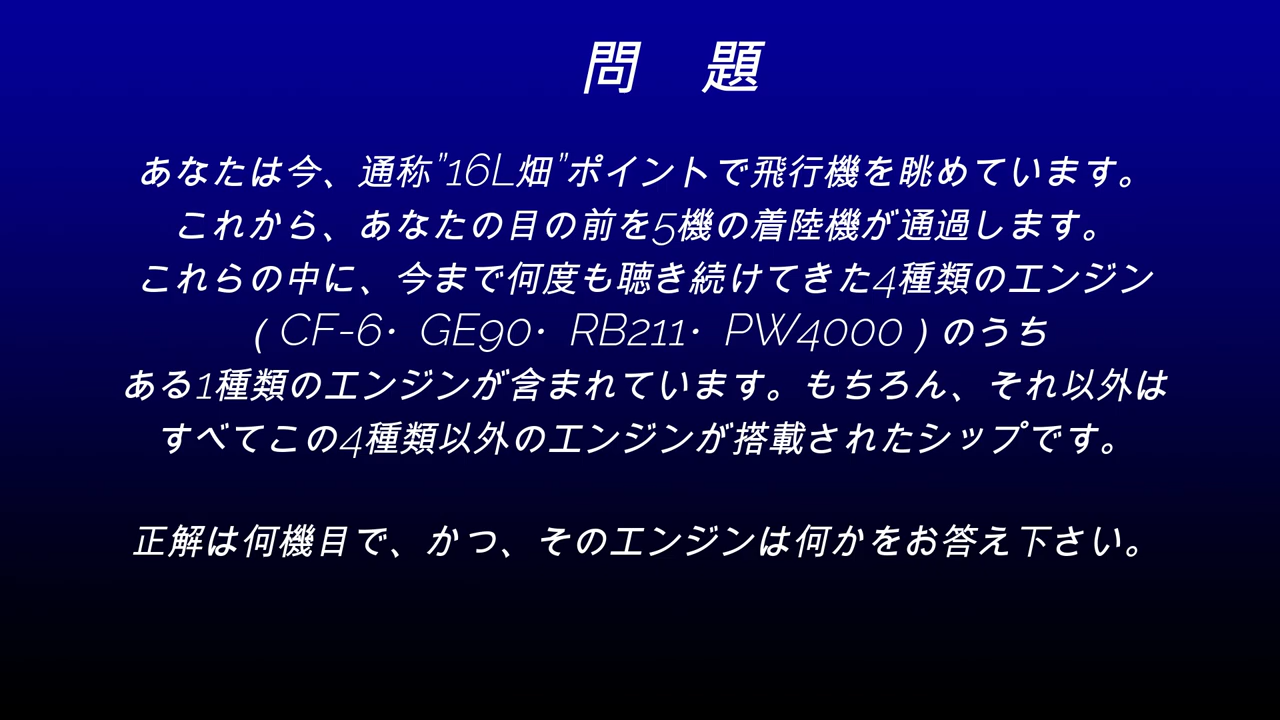 問　題
あなたは今、通称"16L畑"ポイントで飛行機を眺めています。
これから、あなたの目の前を5機の着陸機が通過します。
これらの中に、今まで何度も聴き続けてきた4種類のエンジン
（CF-6・GE90・RB211・PW4000）のうち
ある1種類のエンジンが含まれています。もちろん、それ以外は
すべてこの4種類以外のエンジンが搭載されたシップです。
正解は何機目で、かつ、そのエンジンは何かをお答え下さい。